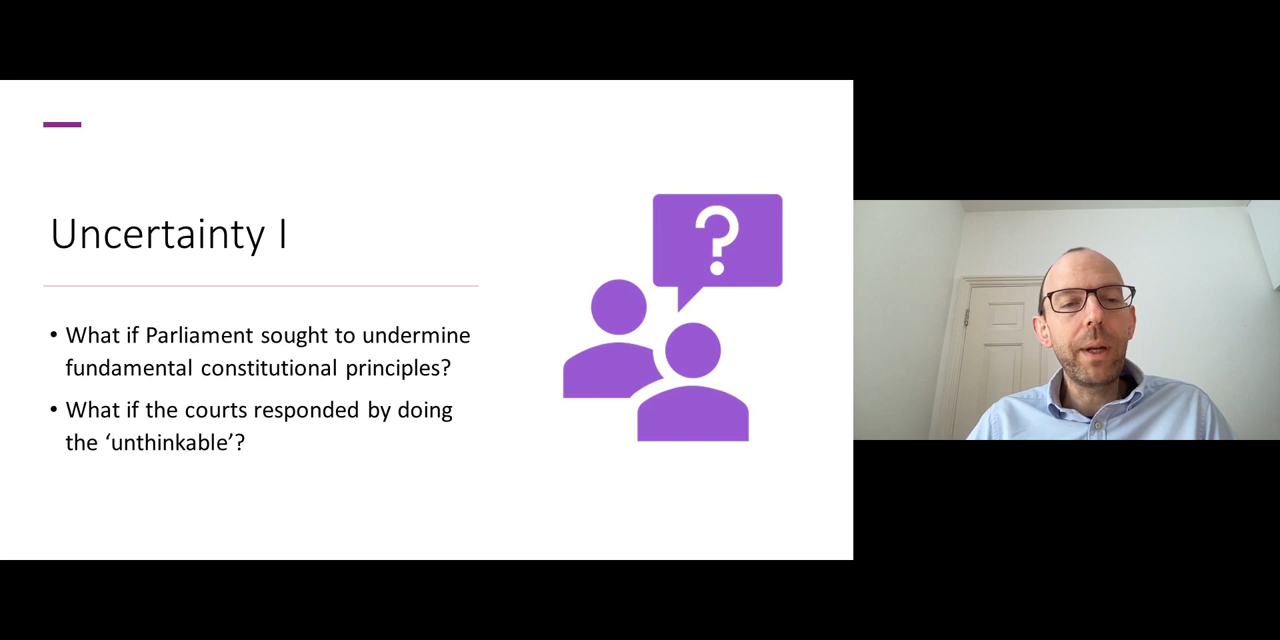 Uncertainty I
• What if Parliament sought to undermine
fundamental constitutional principles?
• What if the courts responded by doing
the ‘unthinkable’?
?